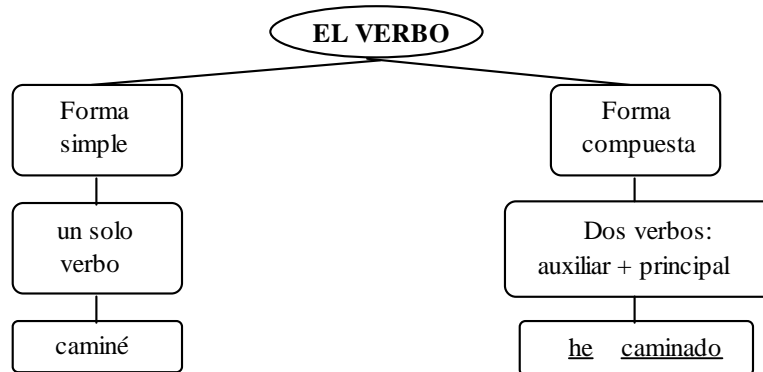 EL VERBO
Forma
simple
un solo
verbo
caminé
Forma
compuesta
Dos verbos:
auxiliar + principal
he caminado